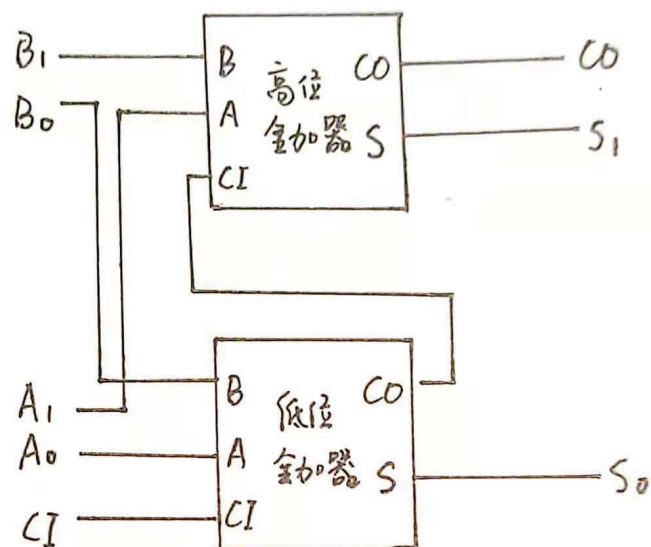 B₁ B CO CO
高位
B₀ A
全加器 S S₁
CI
A₁ B 低位 CO
A₀ A 全加器 S S₀
CI CI